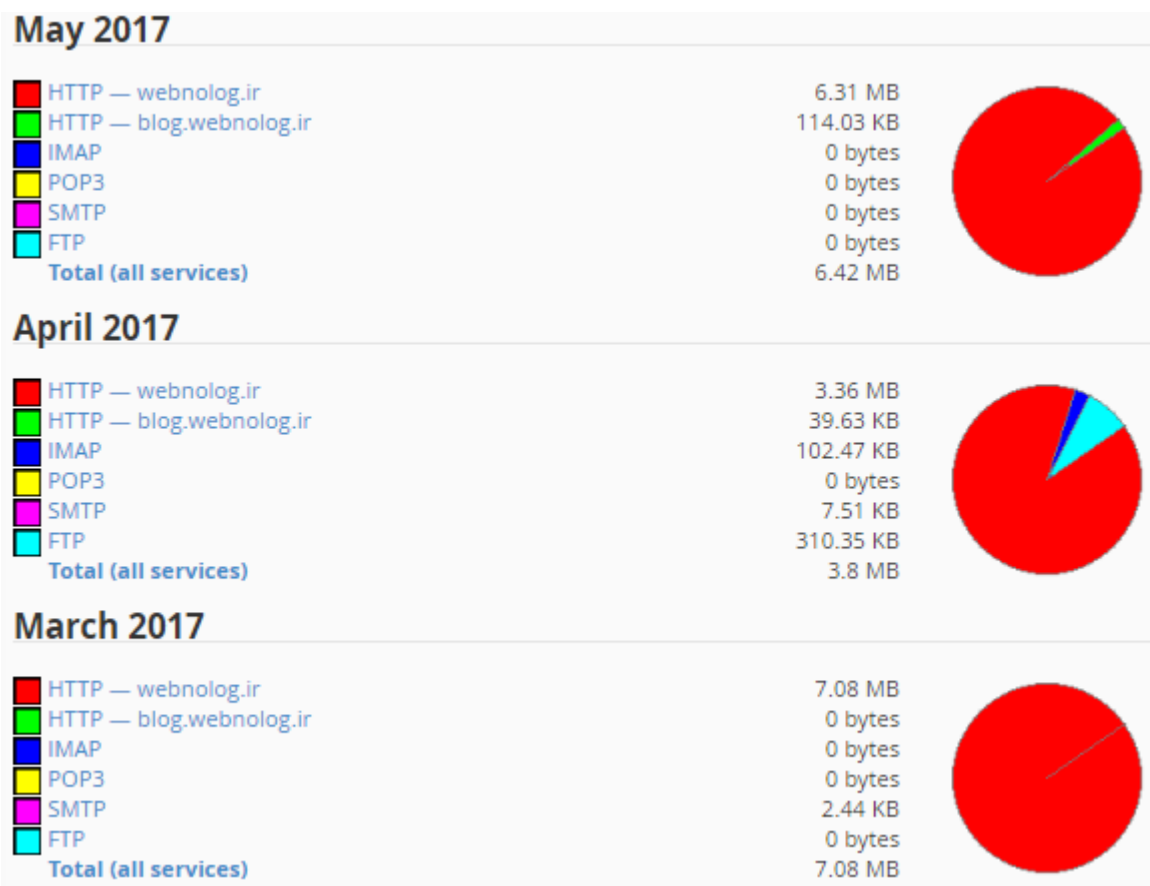 May 2017
HTTP — webnolog.ir 6.31 MB
HTTP — blog.webnolog.ir 114.03 KB
IMAP 0 bytes
POP3 0 bytes
SMTP 0 bytes
FTP 0 bytes
Total (all services) 6.42 MB
April 2017
HTTP — webnolog.ir 3.36 MB
HTTP — blog.webnolog.ir 39.63 KB
IMAP 102.47 KB
POP3 0 bytes
SMTP 7.51 KB
FTP 310.35 KB
Total (all services) 3.8 MB
March 2017
HTTP — webnolog.ir 7.08 MB
HTTP — blog.webnolog.ir 0 bytes
IMAP 0 bytes
POP3 0 bytes
SMTP 2.44 KB
FTP 0 bytes
Total (all services) 7.08 MB